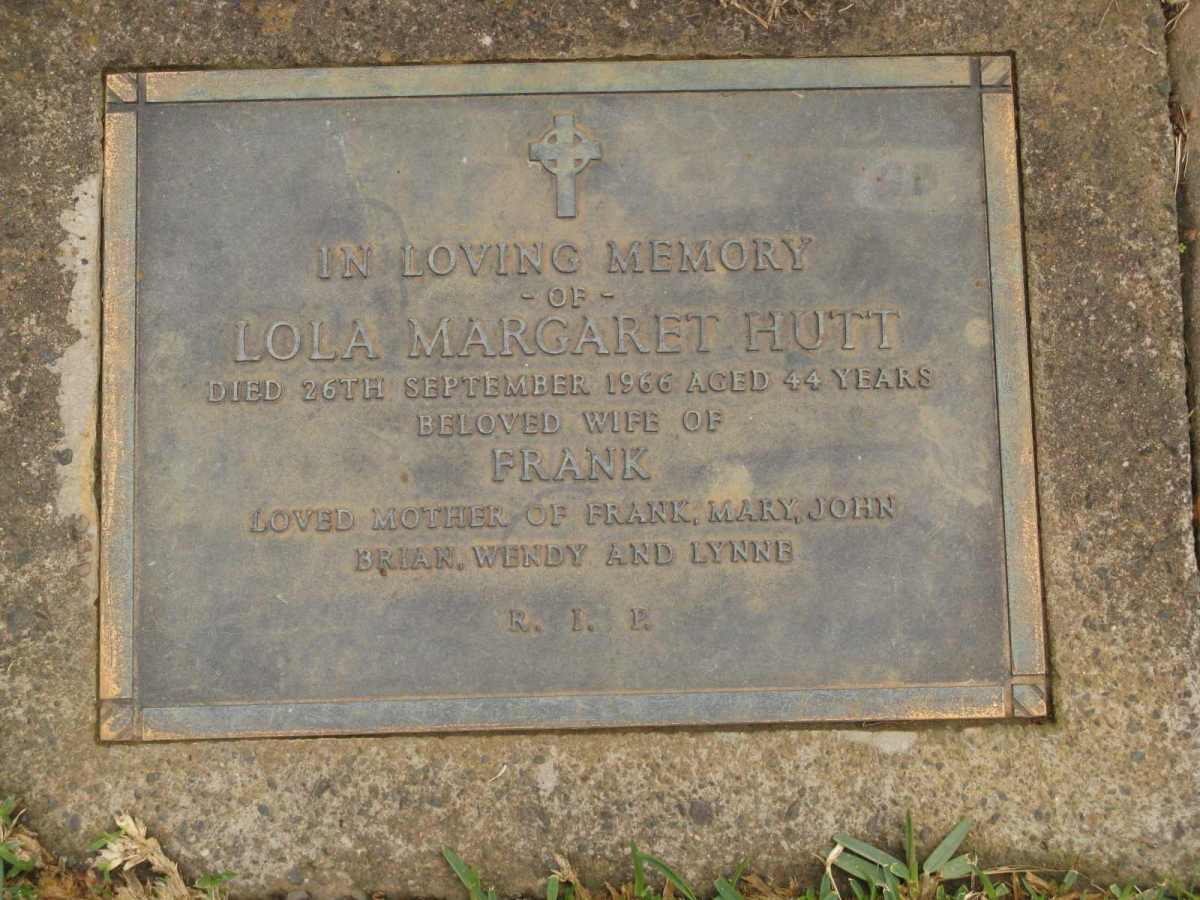 IN LOVING MEMORY
- OF -
LOLA MARGARET HUTT
DIED 26TH SEPTEMBER 1966 AGED 44 YEARS
BELOVED WIFE OF
FRANK
LOVED MOTHER OF FRANK, MARY, JOHN
BRIAN, WENDY AND LYNNE
R. I. P.